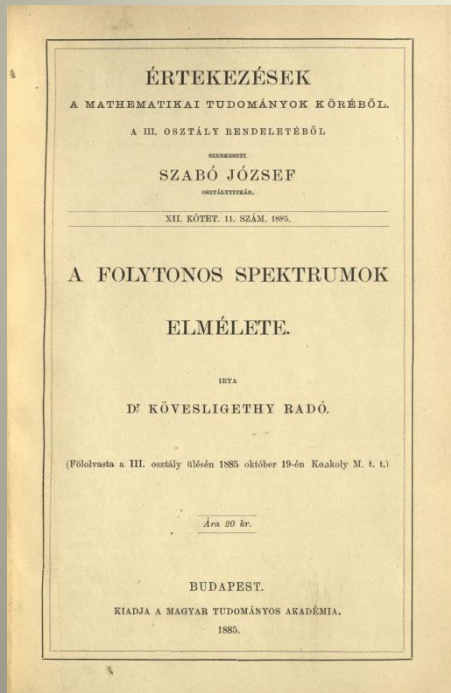 ÉRTEKEZÉSEK
A MATHEMATIKAI TUDOMÁNYOK KÖRÉBŐL.
A III. OSZTÁLY RENDELETÉBŐL
SZERKESZTI
SZABÓ JÓZSEF
OSZTÁLYTITKÁR.
XII. KÖTET. 11. SZÁM. 1885.
A FOLYTONOS SPEKTRUMOK
ELMÉLETE.
IRTA
Dr KÖVESLIGETHY RADÓ.
(Fölolvasta a III. osztály ülésén 1885 október 19-én Konkoly M. t. t.)
Ára 20 kr.
BUDAPEST.
KIADJA A MAGYAR TUDOMÁNYOS AKADÉMIA.
1885.